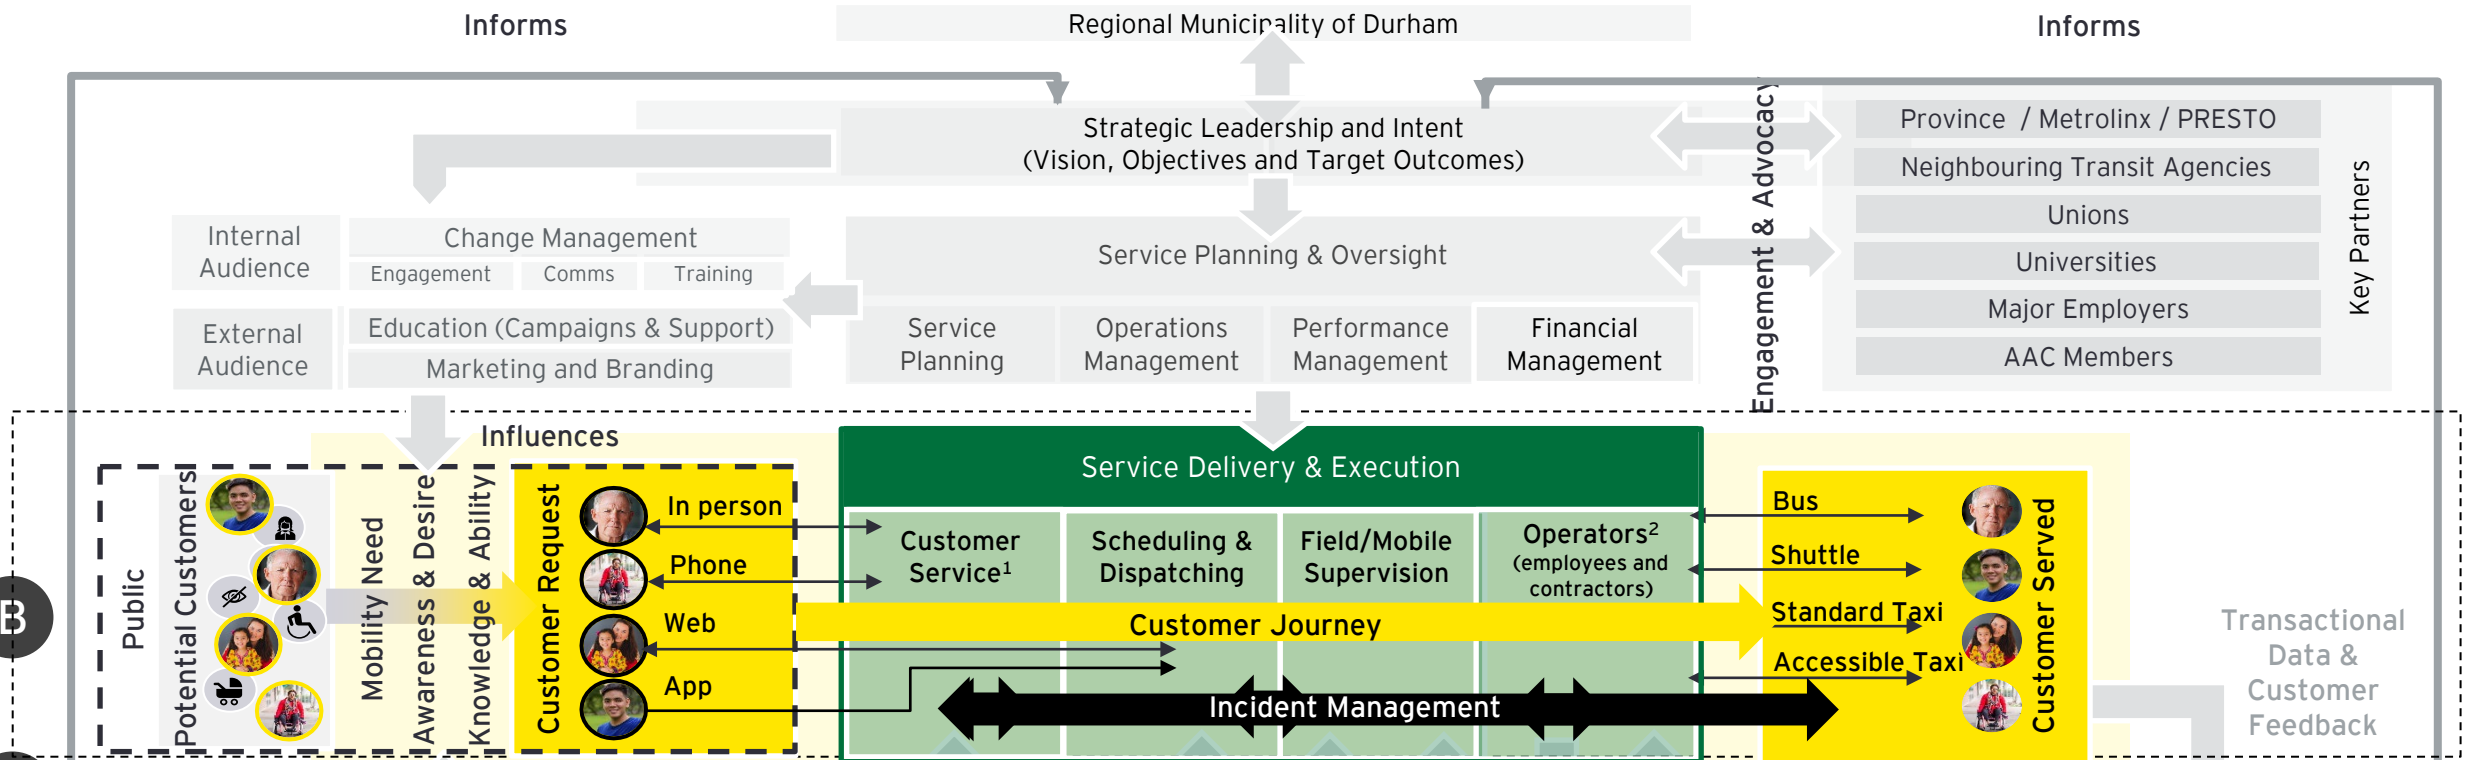 Informs
Regional Municipality of Durham
Informs
Strategic Leadership and Intent
(Vision, Objectives and Target Outcomes)
Engagement & Advocacy
Province / Metrolinx / PRESTO
Neighbouring Transit Agencies
Unions
Universities
Major Employers
AAC Members
Key Partners
Internal
Audience
Change Management
Engagement
Comms
Training
External
Audience
Education (Campaigns & Support)
Marketing and Branding
Service Planning & Oversight
Service
Planning
Operations
Management
Performance
Management
Financial
Management
Influences
B
Public
Potential Customers
Mobility Need
Awareness & Desire
Knowledge & Ability
Customer Request
In person
Phone
Web
App
Service Delivery & Execution
Customer
Service¹
Scheduling &
Dispatching
Field/Mobile
Supervision
Operators²
(employees and
contractors)
Customer Journey
Incident Management
Bus
Shuttle
Standard Taxi
Accessible Taxi
Customer Served
Transactional
Data &
Customer
Feedback